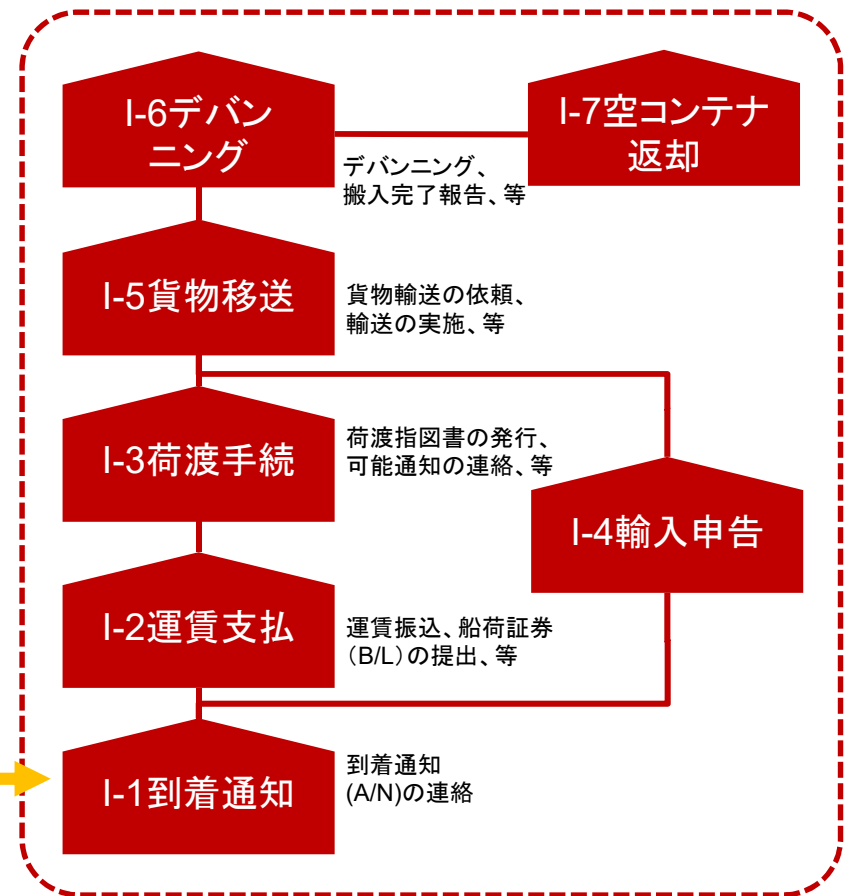 I-6デバン
ニング
I-7空コンテナ
返却
デバンニング、
搬入完了報告、等
I-5貨物移送
貨物輸送の依頼、
輸送の実施、等
I-3荷渡手続
荷渡指図書の発行、
可能通知の連絡、等
I-4輸入申告
I-2運賃支払
運賃振込、船荷証券
（B/L）の提出、等
I-1到着通知
到着通知
(A/N)の連絡